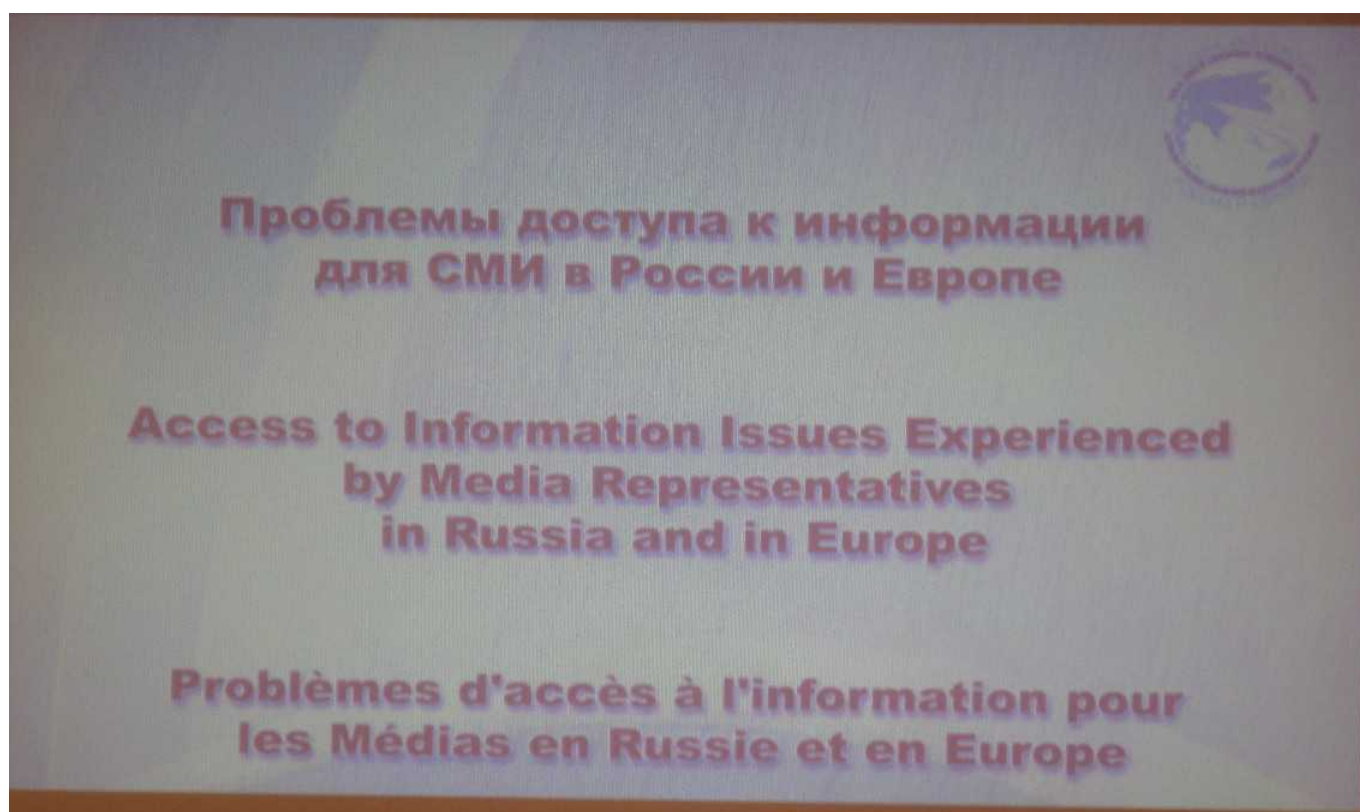 Проблемы доступа к информации
для СМИ в России и Европе
Access to Information Issues Experienced
by Media Representatives
in Russia and in Europe
Problèmes d'accès à l'information pour
les Médias en Russie et en Europe